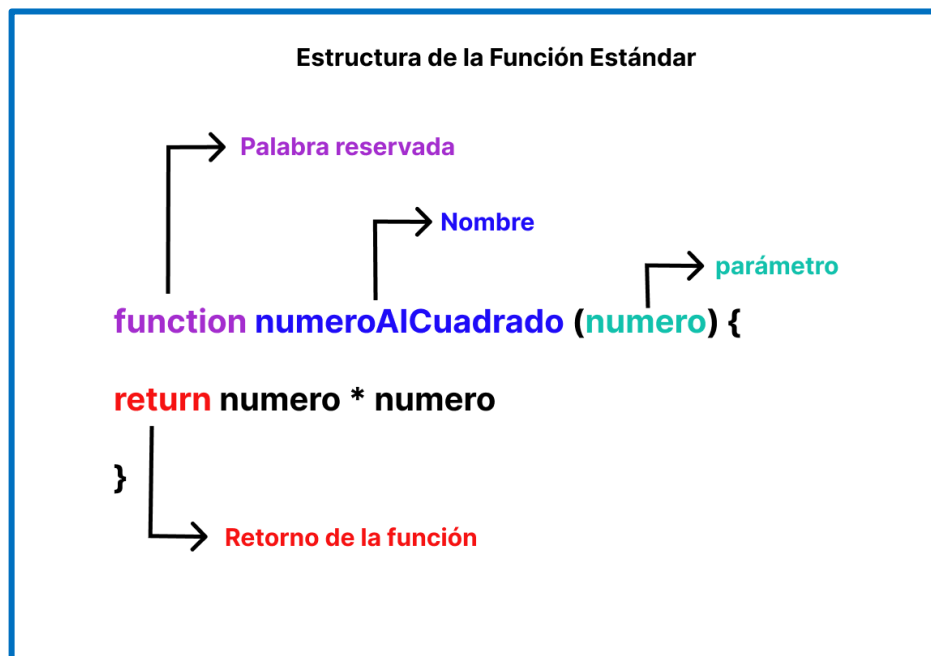 Estructura de la Función Estándar
Palabra reservada
Nombre
parámetro
function numeroAlCuadrado (numero) {
return numero * numero
}
Retorno de la función